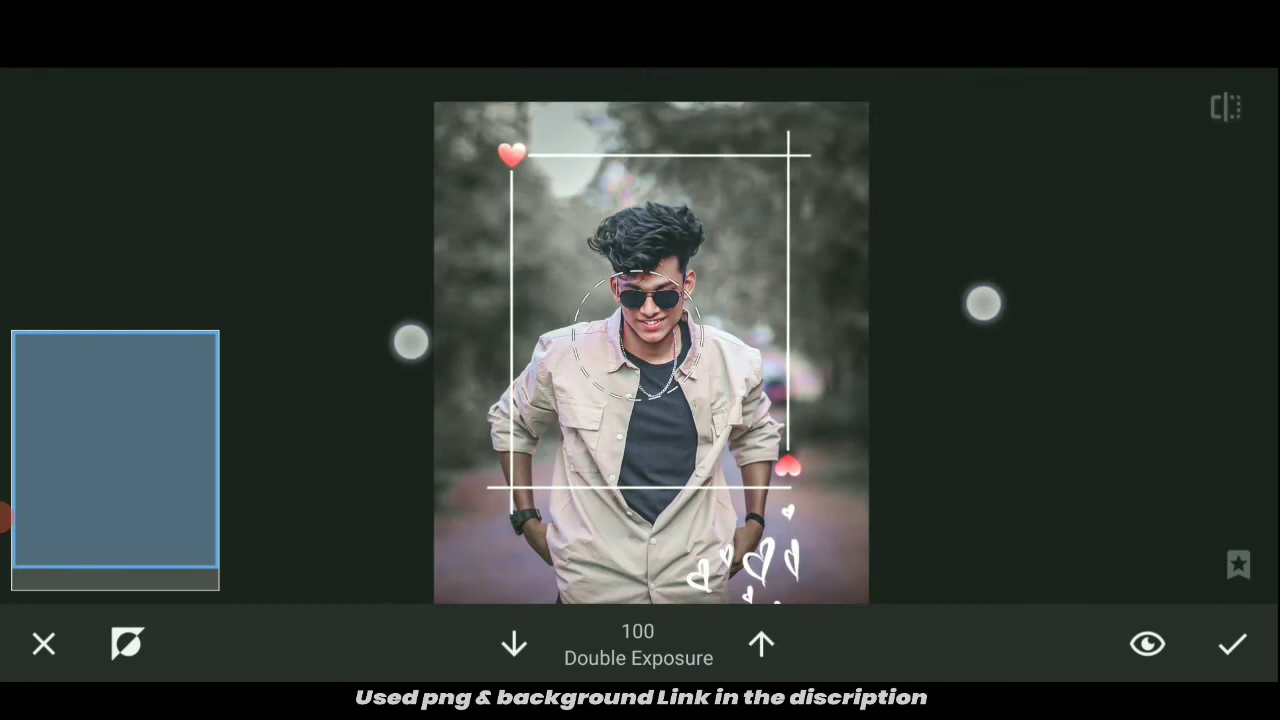 100
Double Exposure
Used png & background Link in the discription